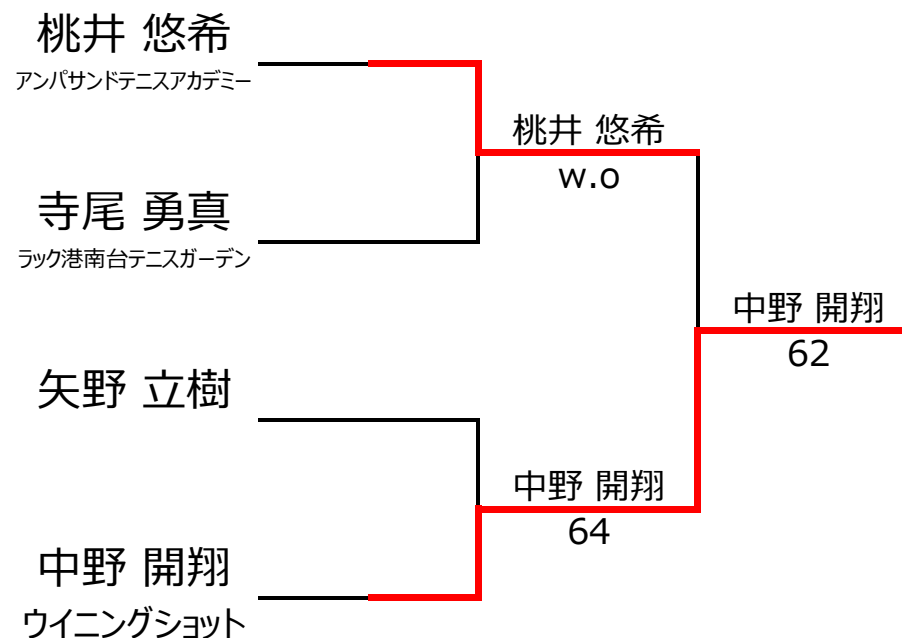 桃井 悠希
アンパサンドテニスアカデミー
桃井 悠希
w.o
寺尾 勇真
ラック港南台テニスガーデン
中野 開翔
62
矢野 立樹
中野 開翔
64
中野 開翔
ウイニングショット